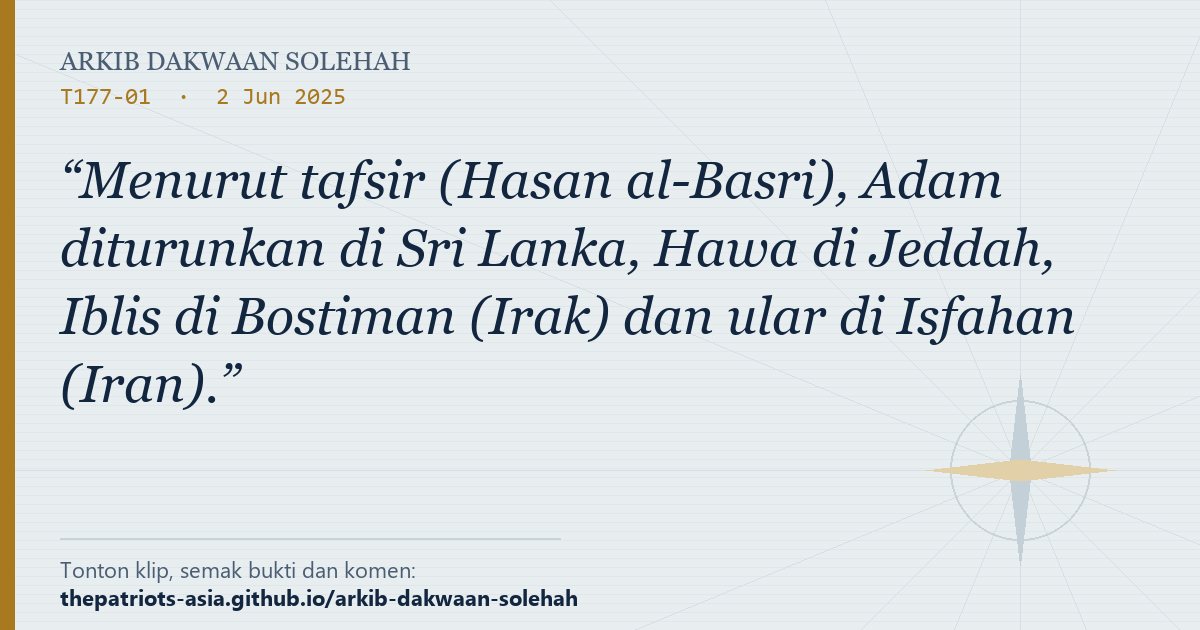 ARKIB DAKWAAN SOLEHAH
T177-01 · 2 Jun 2025
“Menurut tafsir (Hasan al-Basri), Adam
diturunkan di Sri Lanka, Hawa di Jeddah,
Iblis di Bostiman (Irak) dan ular di Isfahan
(Iran).”
Tonton klip, semak bukti dan komen:
thepatriots-asia.github.io/arkib-dakwaan-solehah